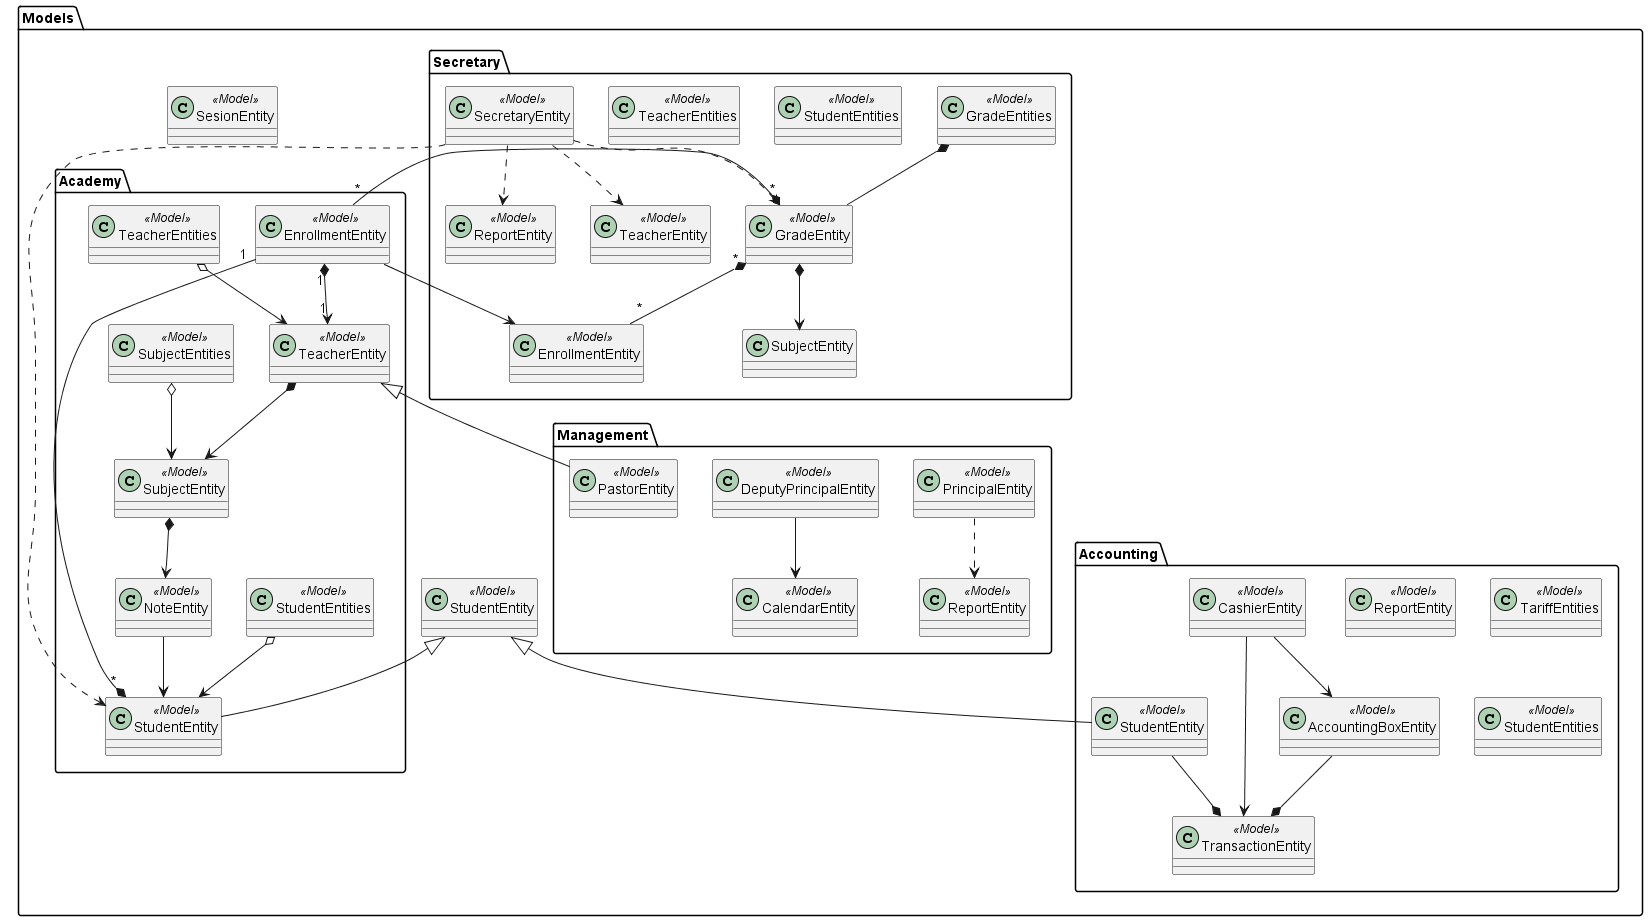 Models
Secretary
«Model»
SesionEntity
«Model»
SecretaryEntity
«Model»
TeacherEntities
«Model»
StudentEntities
«Model»
GradeEntities
Academy
*
*
«Model»
TeacherEntities
«Model»
EnrollmentEntity
«Model»
ReportEntity
«Model»
TeacherEntity
«Model»
GradeEntity
1
1
*
1
*
«Model»
SubjectEntities
«Model»
TeacherEntity
«Model»
EnrollmentEntity
SubjectEntity
Management
«Model»
SubjectEntity
«Model»
PastorEntity
«Model»
DeputyPrincipalEntity
«Model»
PrincipalEntity
Accounting
«Model»
NoteEntity
«Model»
StudentEntities
«Model»
StudentEntity
«Model»
CalendarEntity
«Model»
ReportEntity
«Model»
CashierEntity
«Model»
ReportEntity
«Model»
TariffEntities
*
«Model»
StudentEntity
«Model»
StudentEntity
«Model»
AccountingBoxEntity
«Model»
StudentEntities
«Model»
TransactionEntity